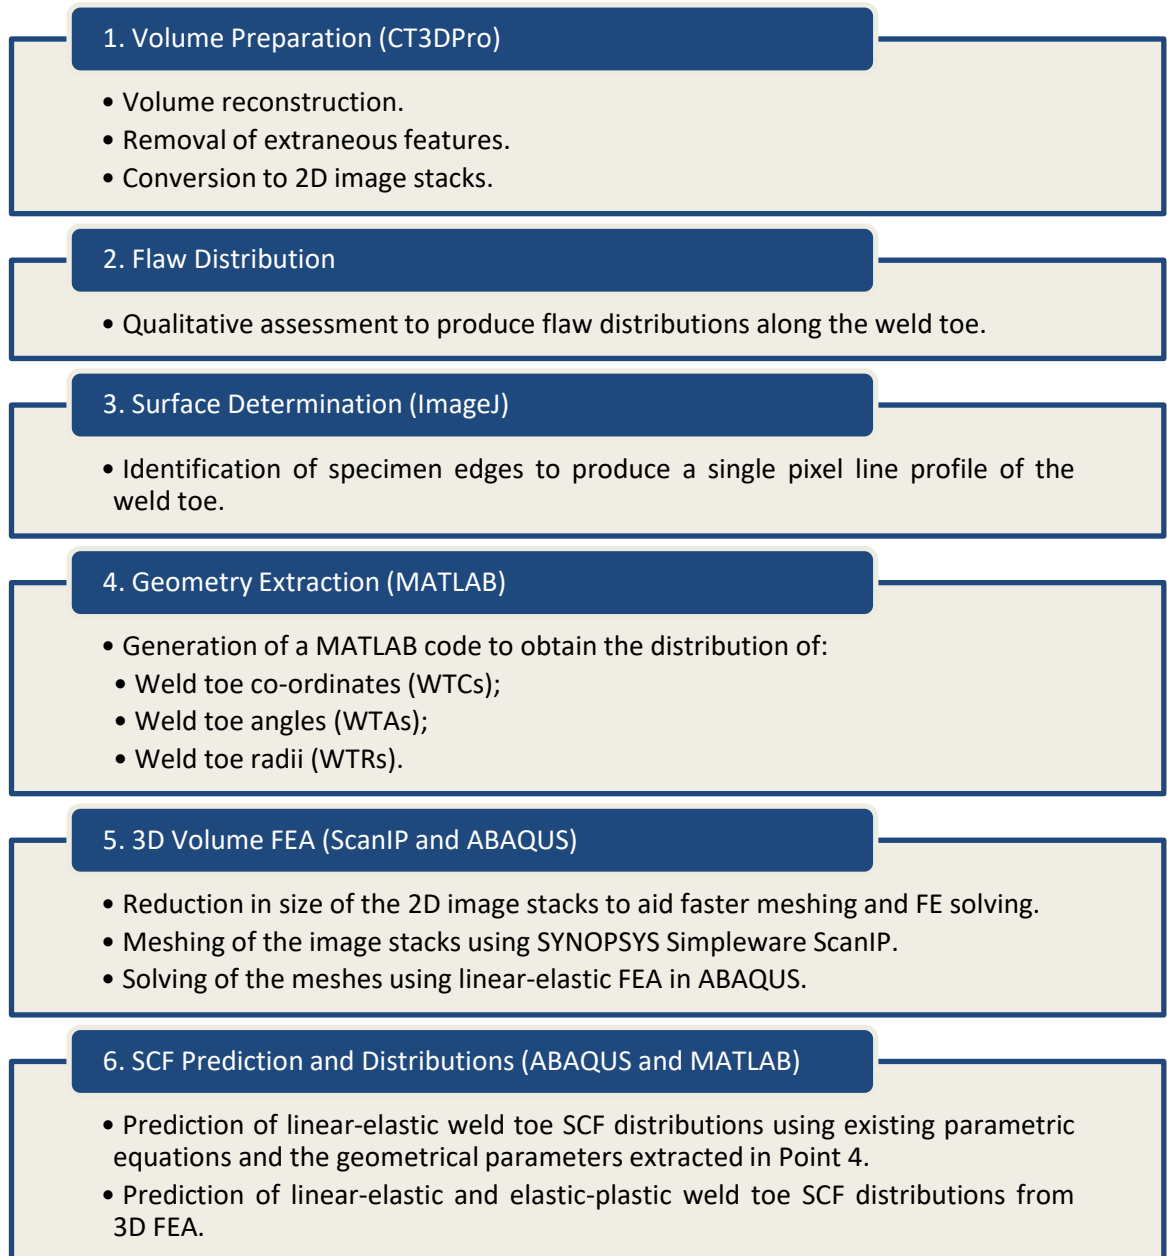 1. Volume Preparation (CT3DPro)
• Volume reconstruction.
• Removal of extraneous features.
• Conversion to 2D image stacks.
2. Flaw Distribution
• Qualitative assessment to produce flaw distributions along the weld toe.
3. Surface Determination (ImageJ)
• Identification of specimen edges to produce a single pixel line profile of the
weld toe.
4. Geometry Extraction (MATLAB)
• Generation of a MATLAB code to obtain the distribution of:
• Weld toe co-ordinates (WTCs);
• Weld toe angles (WTAs);
• Weld toe radii (WTRs).
5. 3D Volume FEA (ScanIP and ABAQUS)
• Reduction in size of the 2D image stacks to aid faster meshing and FE solving.
• Meshing of the image stacks using SYNOPSYS Simpleware ScanIP.
• Solving of the meshes using linear-elastic FEA in ABAQUS.
6. SCF Prediction and Distributions (ABAQUS and MATLAB)
• Prediction of linear-elastic weld toe SCF distributions using existing parametric
equations and the geometrical parameters extracted in Point 4.
• Prediction of linear-elastic and elastic-plastic weld toe SCF distributions from
3D FEA.